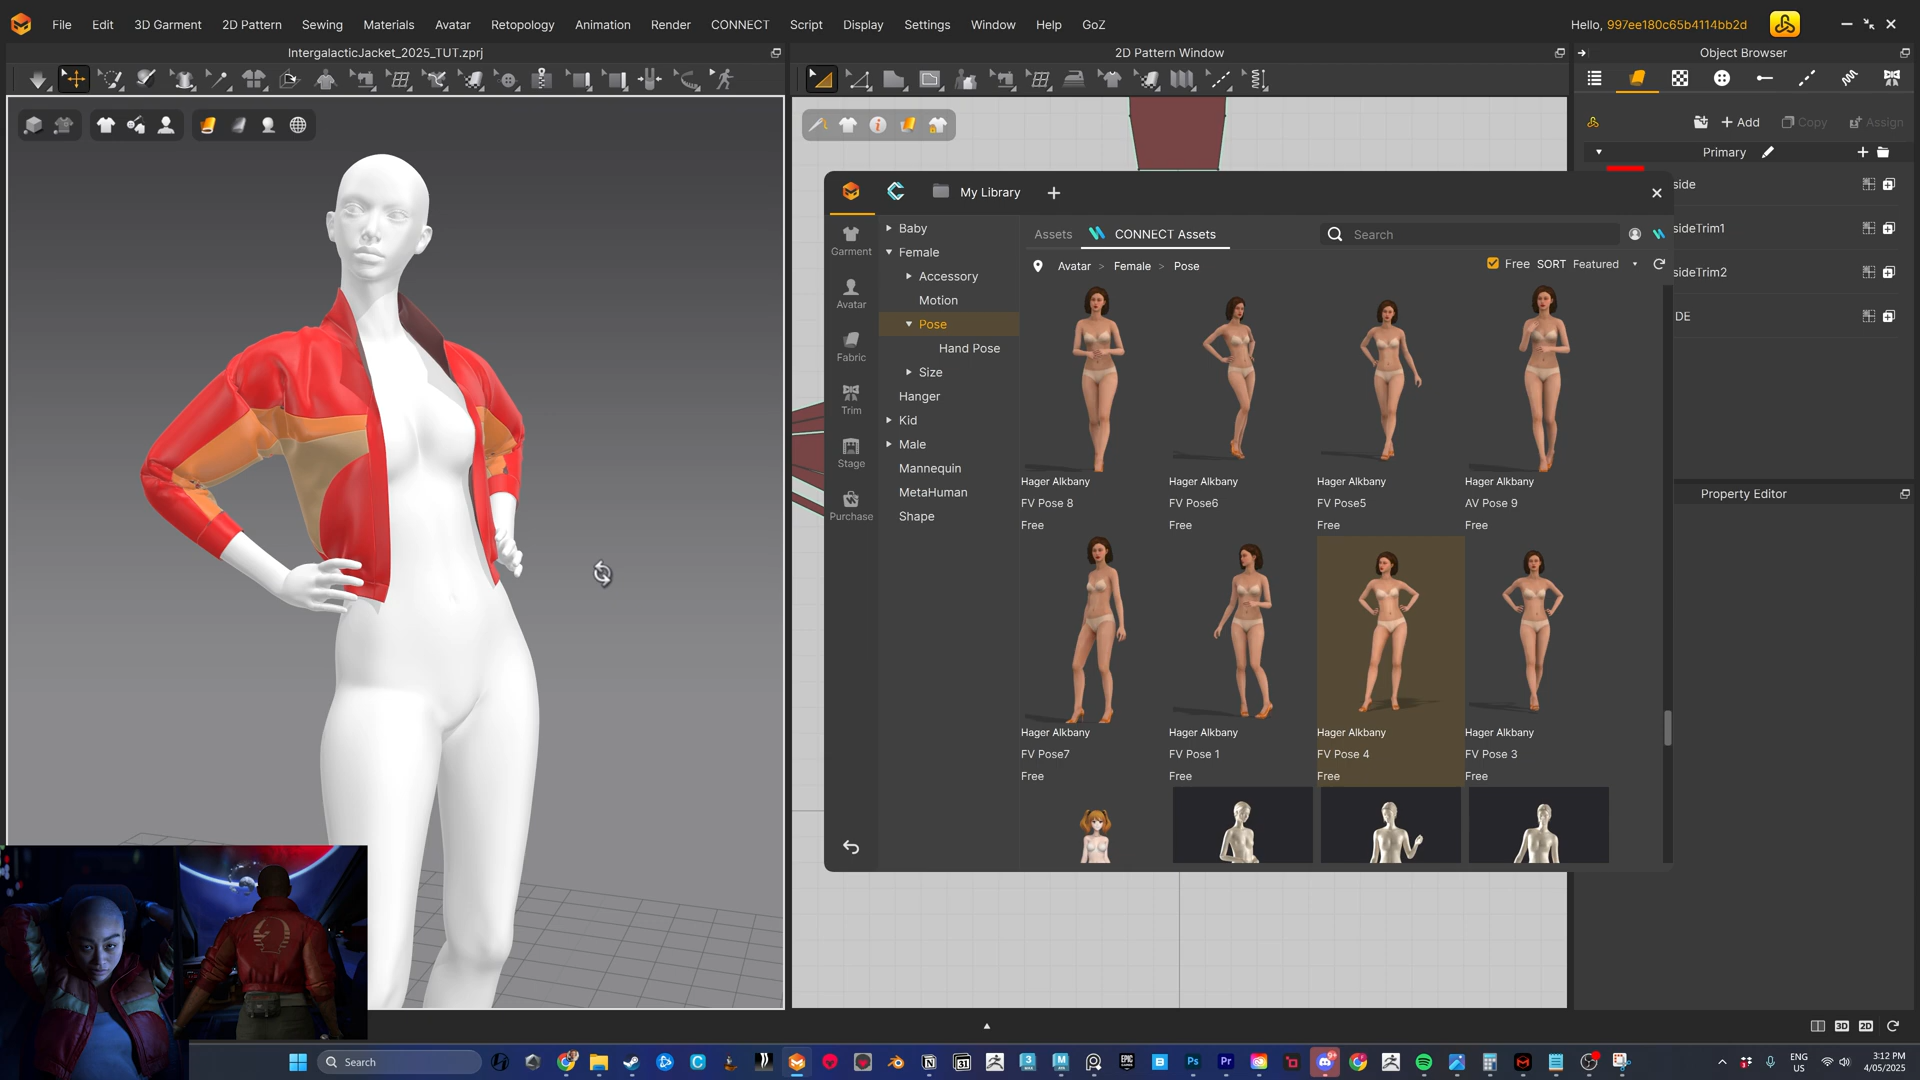 File Edit 3D Garment 2D Pattern Sewing Materials Avatar Retopology Animation Render CONNECT Script Display Settings Window Help GoZ
Hello, 997ee180c65b4114bb2d
IntergalacticJacket_2025_TUT.zprj
2D Pattern Window
Object Browser
+ Add
Copy
Assign
Primary
side
sideTrim1
sideTrim2
DE
Property Editor
My Library
Garment
Avatar
Fabric
Trim
Stage
Purchase
Baby
Female
Accessory
Motion
Pose
Hand Pose
Size
Hanger
Kid
Male
Mannequin
MetaHuman
Shape
Assets CONNECT Assets
Search
Avatar > Female > Pose
Free SORT Featured
Hager Alkbany Hager Alkbany Hager Alkbany Hager Alkbany
FV Pose 8 FV Pose6 FV Pose5 AV Pose 9
Free Free Free Free
Hager Alkbany Hager Alkbany Hager Alkbany Hager Alkbany
FV Pose7 FV Pose 1 FV Pose 4 FV Pose 3
Free Free Free Free
3D 2D
Search
ENG
US
3:12 PM
4/05/2025